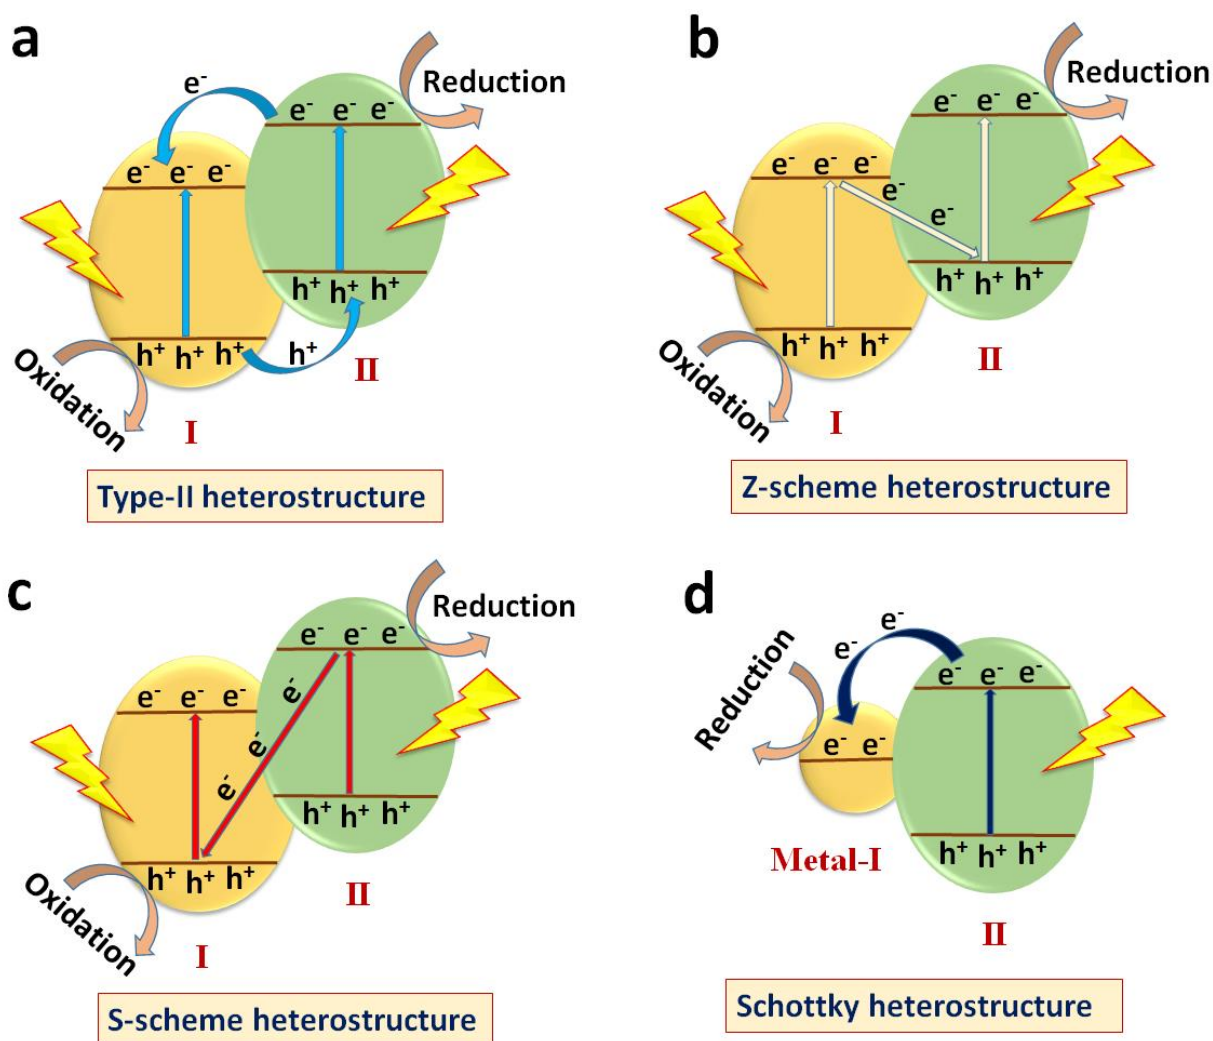 a
e⁻
Reduction
e⁻ e⁻ e⁻
e⁻ e⁻ e⁻
h⁺ h⁺ h⁺
h⁺ h⁺ h⁺
h⁺
Oxidation
II
I
Type-II heterostructure
b
Reduction
e⁻ e⁻ e⁻
e⁻ e⁻ e⁻
e⁻
e⁻
h⁺ h⁺ h⁺
h⁺ h⁺ h⁺
Oxidation
II
I
Z-scheme heterostructure
c
Reduction
e⁻ e⁻ e⁻
e⁻ e⁻ e⁻
e⁻
e⁻
e⁻
h⁺ h⁺ h⁺
h⁺ h⁺ h⁺
Oxidation
II
I
S-scheme heterostructure
d
e⁻
e⁻
Reduction
e⁻ e⁻ e⁻
e⁻ e⁻
Metal-I
h⁺ h⁺ h⁺
II
Schottky heterostructure